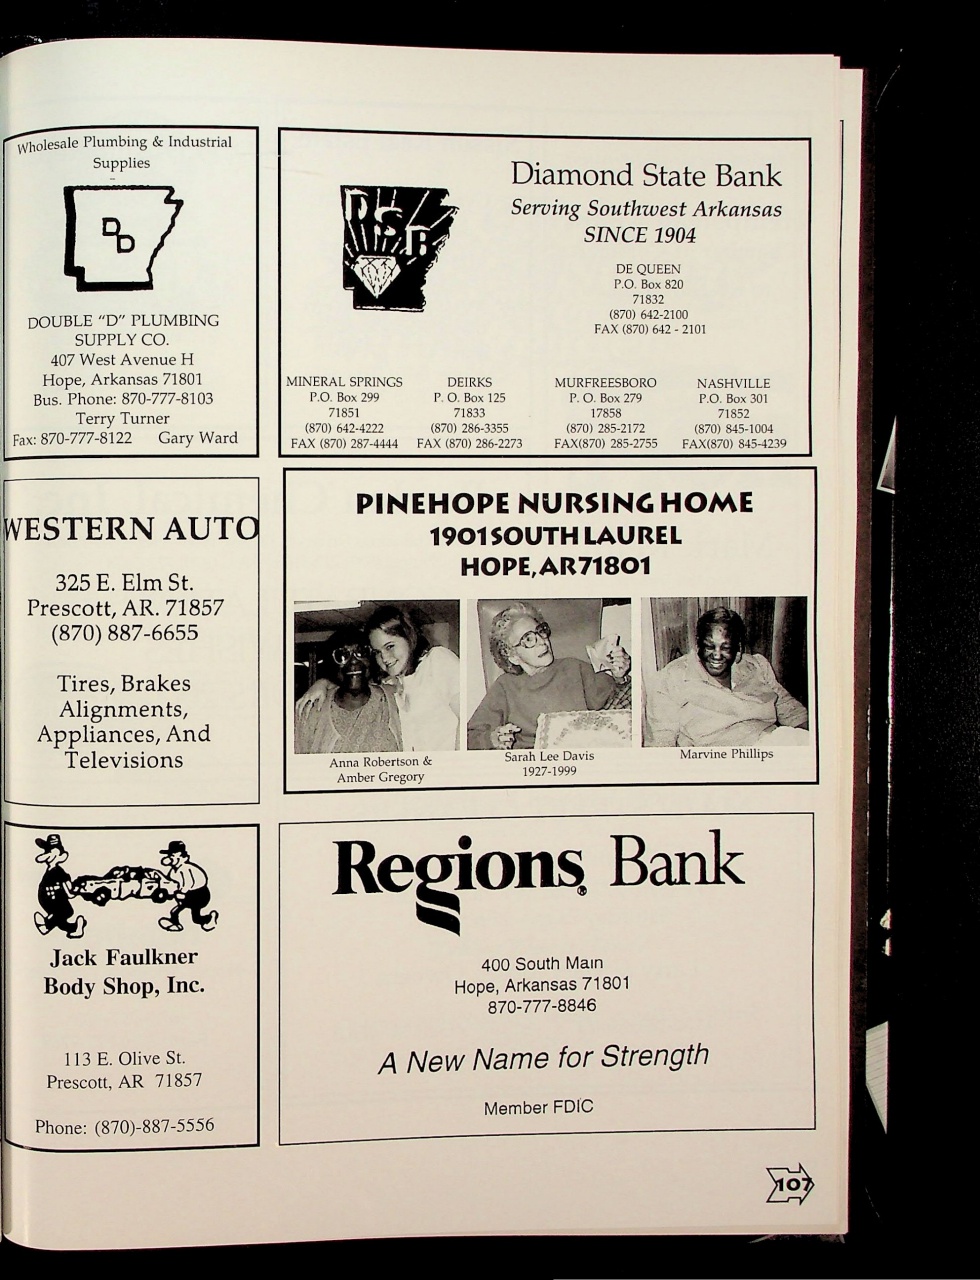 Wholesale Plumbing & Industrial
Supplies
DD
DOUBLE “D” PLUMBING
SUPPLY CO.
407 West Avenue H
Hope, Arkansas 71801
Bus. Phone: 870-777-8103
Terry Turner
Fax: 870-777-8122 Gary Ward
DSB
Diamond State Bank
Serving Southwest Arkansas
SINCE 1904
DE QUEEN
P.O. Box 820
71832
(870) 642-2100
FAX (870) 642 - 2101
MINERAL SPRINGS
P.O. Box 299
71851
(870) 642-4222
FAX (870) 287-4444
DEIRKS
P. O. Box 125
71833
(870) 286-3355
FAX (870) 286-2273
MURFREESBORO
P. O. Box 279
17858
(870) 285-2172
FAX(870) 285-2755
NASHVILLE
P.O. Box 301
71852
(870) 845-1004
FAX(870) 845-4239
WESTERN AUTO
325 E. Elm St.
Prescott, AR. 71857
(870) 887-6655
Tires, Brakes
Alignments,
Appliances, And
Televisions
PINEHOPE NURSING HOME
1901 SOUTH LAUREL
HOPE, AR 71801
Anna Robertson &
Amber Gregory
Sarah Lee Davis
1927-1999
Marvine Phillips
Jack Faulkner
Body Shop, Inc.
113 E. Olive St.
Prescott, AR 71857
Phone: (870)-887-5556
Regions® Bank
400 South Main
Hope, Arkansas 71801
870-777-8846
A New Name for Strength
Member FDIC
107